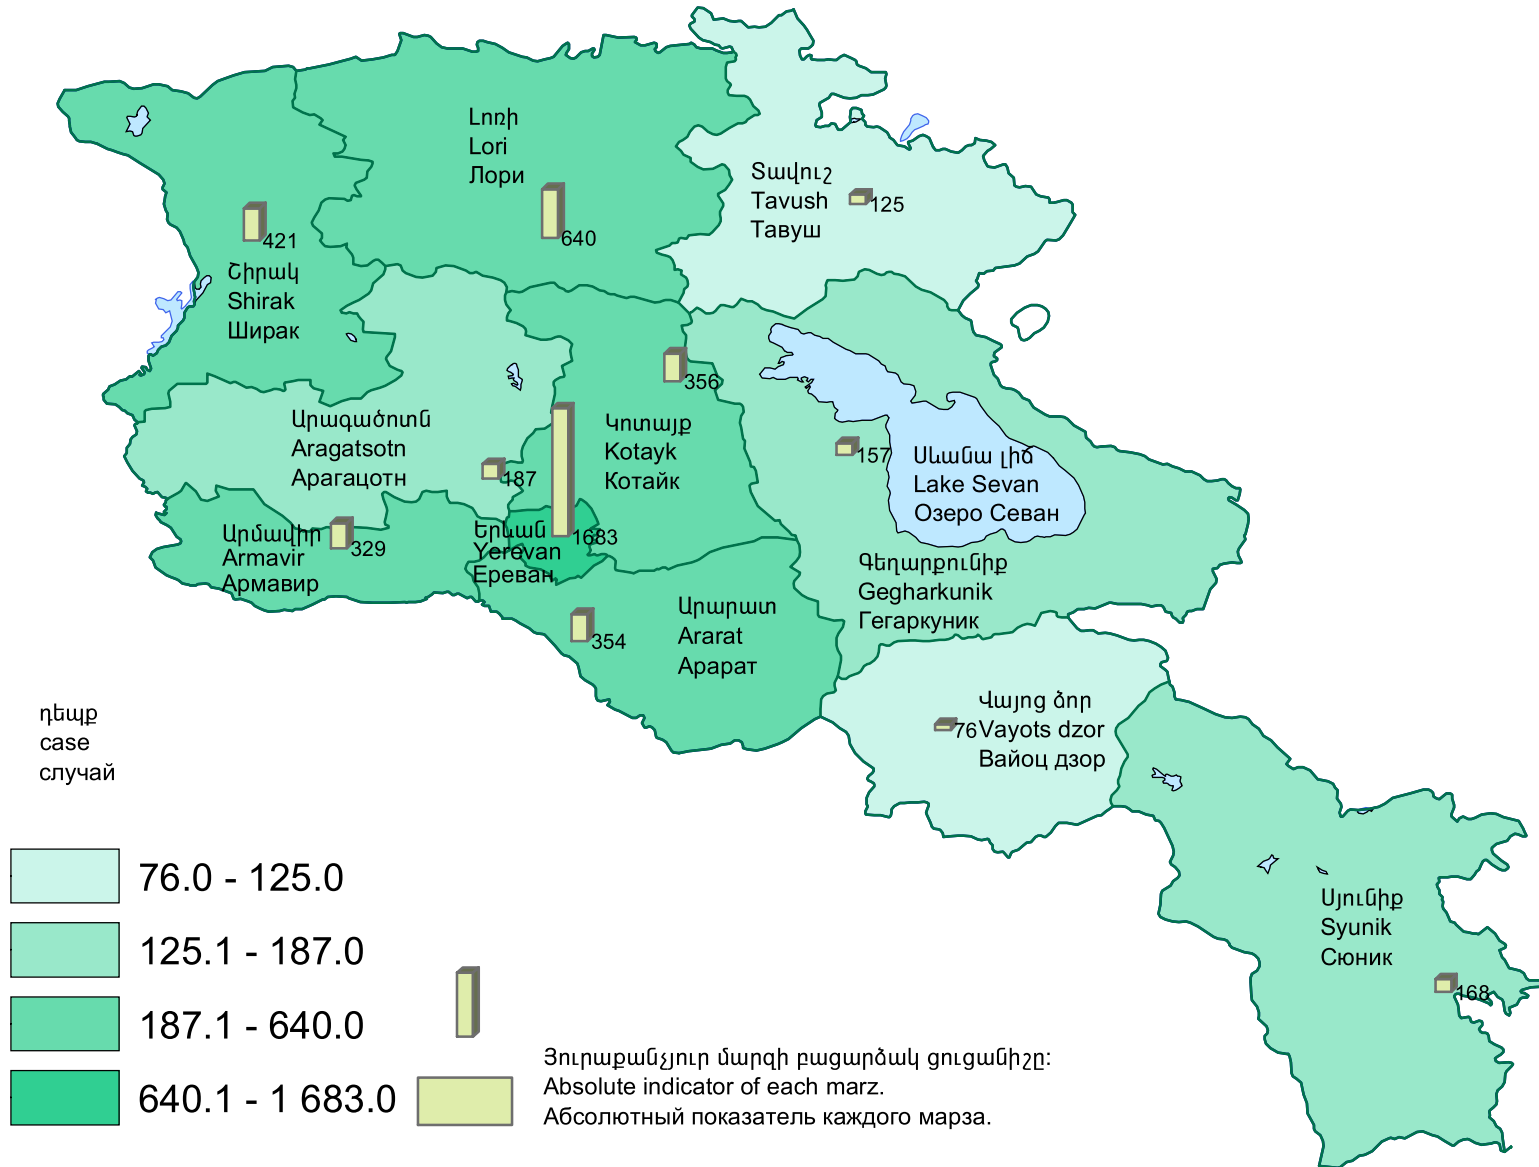 Լոռի
Lori
Лори
640
Տավուշ
Tavush
Тавуш
125
421
Շիրակ
Shirak
Ширак
356
Արագածոտն
Aragatsotn
Арагацотн
187
Կոտայք
Kotayk
Котайк
157
Սևանա լիճ
Lake Sevan
Озеро Севан
Արմավիր
Armavir
Армавир
329
Երևան
Yerevan
Ереван
1683
Գեղարքունիք
Gegharkunik
Гегаркуник
354
Արարատ
Ararat
Арарат
76
Վայոց ձոր
Vayots dzor
Вайоц дзор
Սյունիք
Syunik
Сюник
168
դեպք
case
случай
76.0 - 125.0
125.1 - 187.0
187.1 - 640.0
640.1 - 1 683.0
Յուրաքանչյուր մարզի բացարձակ ցուցանիշը:
Absolute indicator of each marz.
Абсолютный показатель каждого марза.